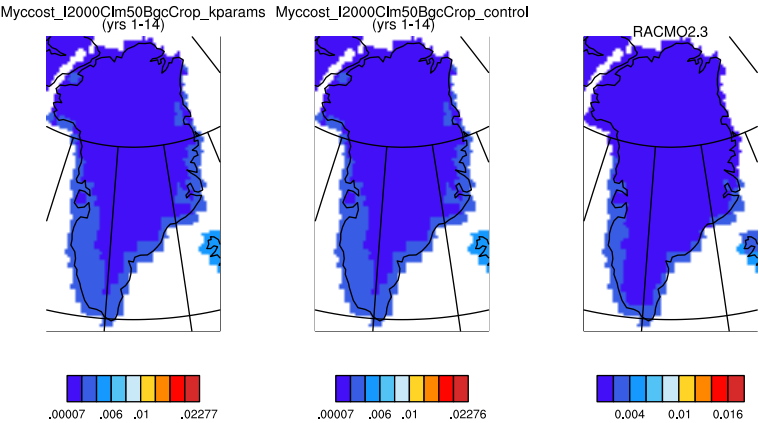 Myccost_I2000Clm50BgcCrop_kparams
(yrs 1-14)
Myccost_I2000Clm50BgcCrop_control
(yrs 1-14)
RACMO2.3
.00007 .006 .01 .02277
.00007 .006 .01 .02276
0.004 0.01 0.016